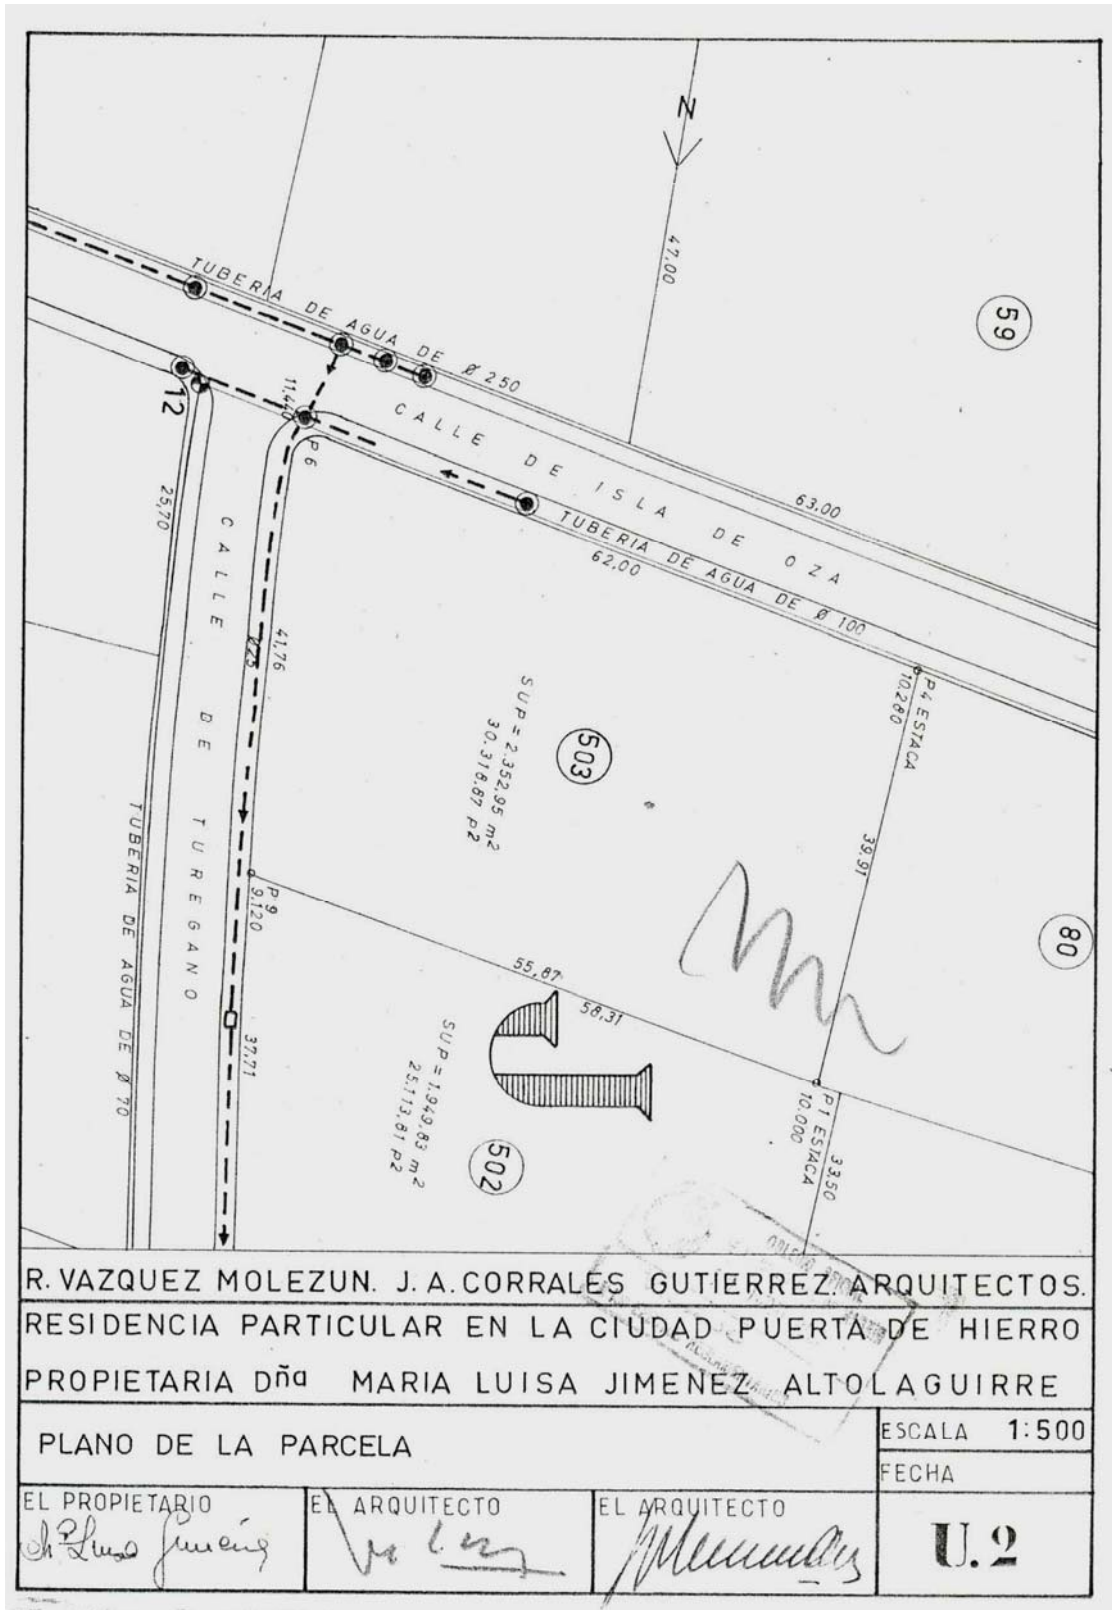 N
47,00
59
TUBERIA DE AGUA DE Ø 250
63,00
CALLE DE ISLA DE OZA
12
11,440
P 6
25,70
TUBERIA DE AGUA DE Ø 100
62,00
CALLE DE TUREGANO
41,76
Ø25
P4 ESTACA
10,280
503
SUP = 2.352,95 m2
30.318,87 p2
39,91
80
P 9
9,120
TUBERIA DE AGUA DE Ø 70
55,87
58,31
37,71
SUP = 1.949,83 m2
25.113,81 p2
502
P1 ESTACA
10.000
33,50
R. VAZQUEZ MOLEZUN. J. A. CORRALES GUTIERREZ. ARQUITECTOS.
RESIDENCIA PARTICULAR EN LA CIUDAD PUERTA DE HIERRO
PROPIETARIA Dña MARIA LUISA JIMENEZ ALTOLAGUIRRE
PLANO DE LA PARCELA
ESCALA 1:500
FECHA
EL PROPIETARIO
EL ARQUITECTO
EL ARQUITECTO
U.2